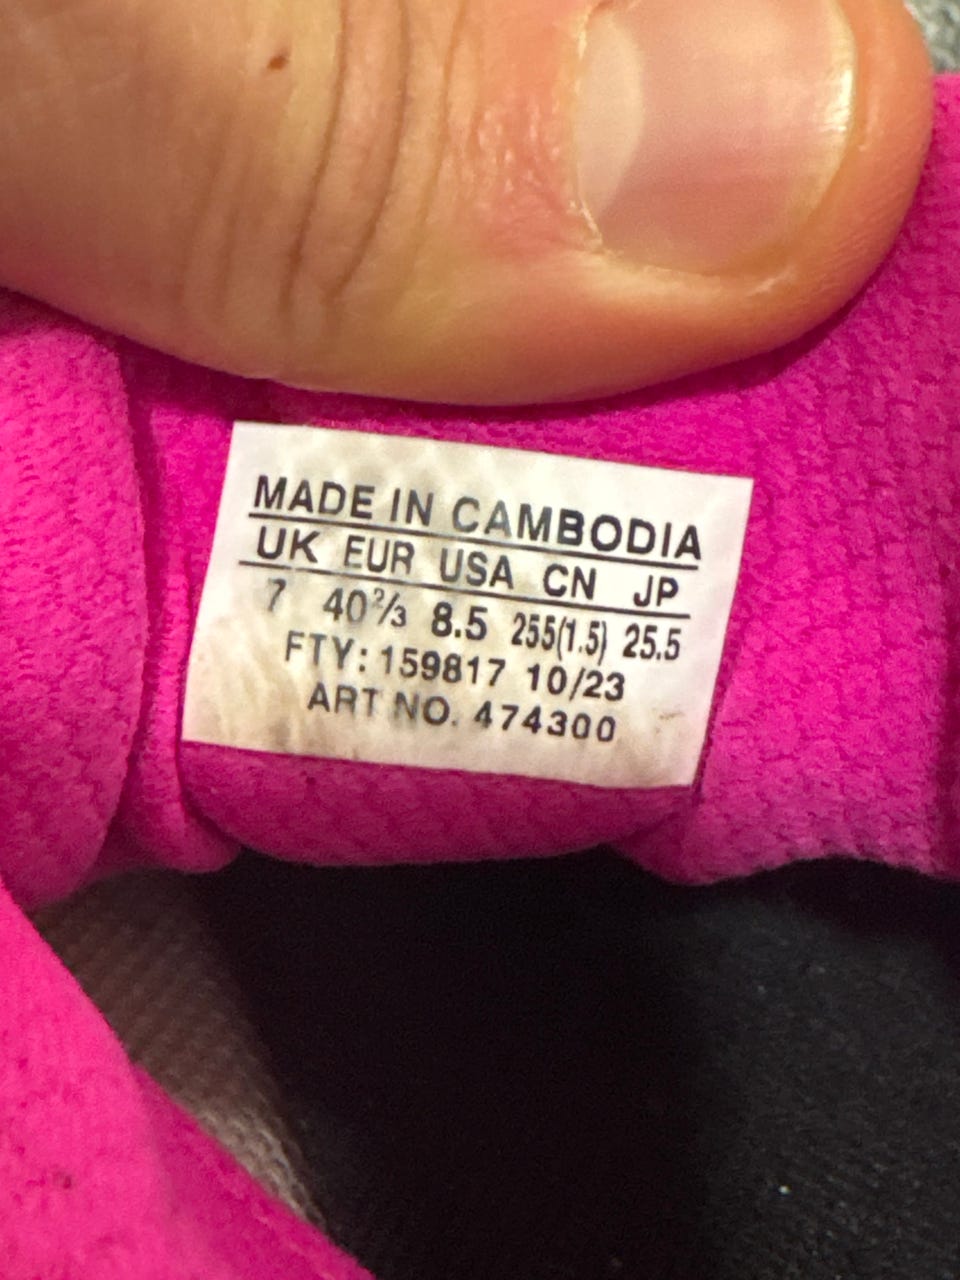 MADE IN CAMBODIA
UK EUR USA CN JP
7 40⅔ 8.5 255(1.5) 25.5
FTY: 159817 10/23
ART NO. 474300